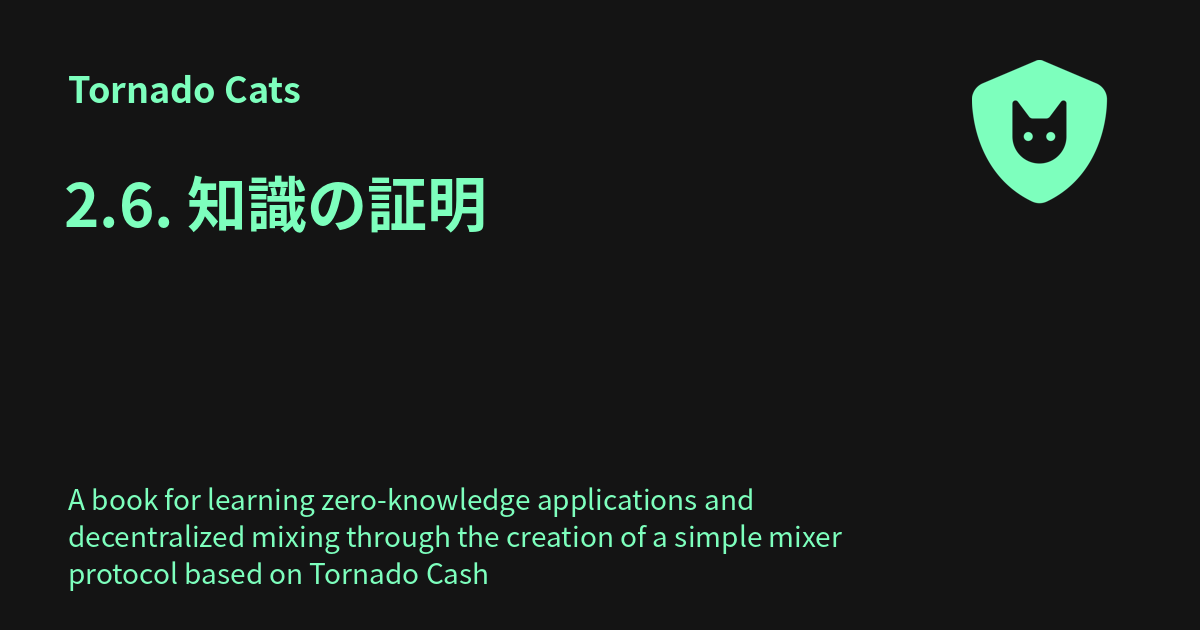 Tornado Cats
2.6. 知識の証明
A book for learning zero-knowledge applications and
decentralized mixing through the creation of a simple mixer
protocol based on Tornado Cash